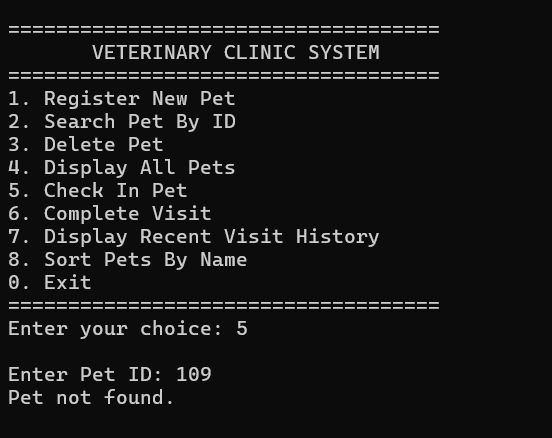 ====================================
VETERINARY CLINIC SYSTEM
====================================
1. Register New Pet
2. Search Pet By ID
3. Delete Pet
4. Display All Pets
5. Check In Pet
6. Complete Visit
7. Display Recent Visit History
8. Sort Pets By Name
0. Exit
====================================
Enter your choice: 5
Enter Pet ID: 109
Pet not found.